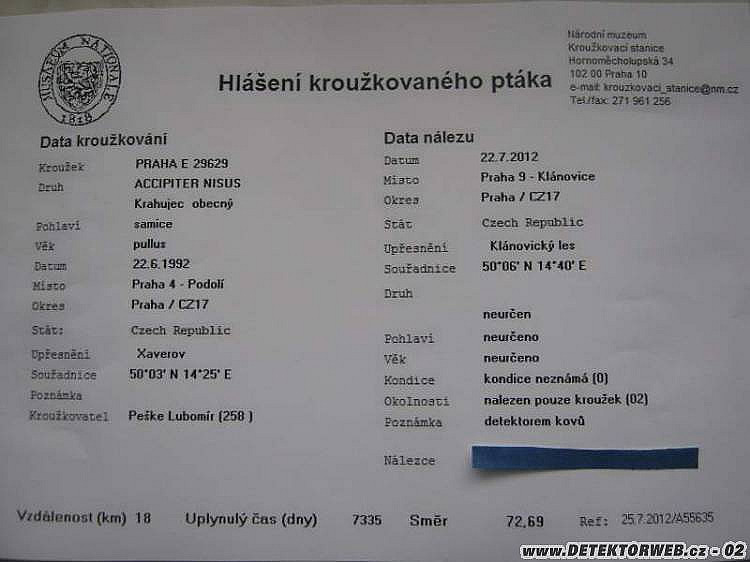 MUSAEUM NATIONALE
1818
Hlášení kroužkovaného ptáka
Národní muzeum
Kroužkovací stanice
Hornoměcholupská 34
102 00 Praha 10
e-mail: krouzkovaci_stanice@nm.cz
Tel./fax: 271 961 256
Data kroužkování
Kroužek PRAHA E 29629
Druh ACCIPITER NISUS
Krahujec obecný
Pohlaví samice
Věk pullus
Datum 22.6.1992
Místo Praha 4 - Podolí
Okres Praha / CZ17
Stát: Czech Republic
Upřesnění Xaverov
Souřadnice 50°03' N 14°25' E
Poznámka
Kroužkovatel Peške Lubomír (258 )
Data nálezu
Datum 22.7.2012
Místo Praha 9 - Klánovice
Okres Praha / CZ17
Stát Czech Republic
Upřesnění Klánovický les
Souřadnice 50°06' N 14°40' E
Druh
neurčen
Pohlaví neurčeno
Věk neurčeno
Kondice kondice neznámá (0)
Okolnosti nalezen pouze kroužek (02)
Poznámka detektorem kovů
Nálezce
Vzdálenost (km) 18 Uplynulý čas (dny) 7335 Směr 72,69 Ref: 25.7.2012/A55635
www.DETEKTORWEB.cz - 02